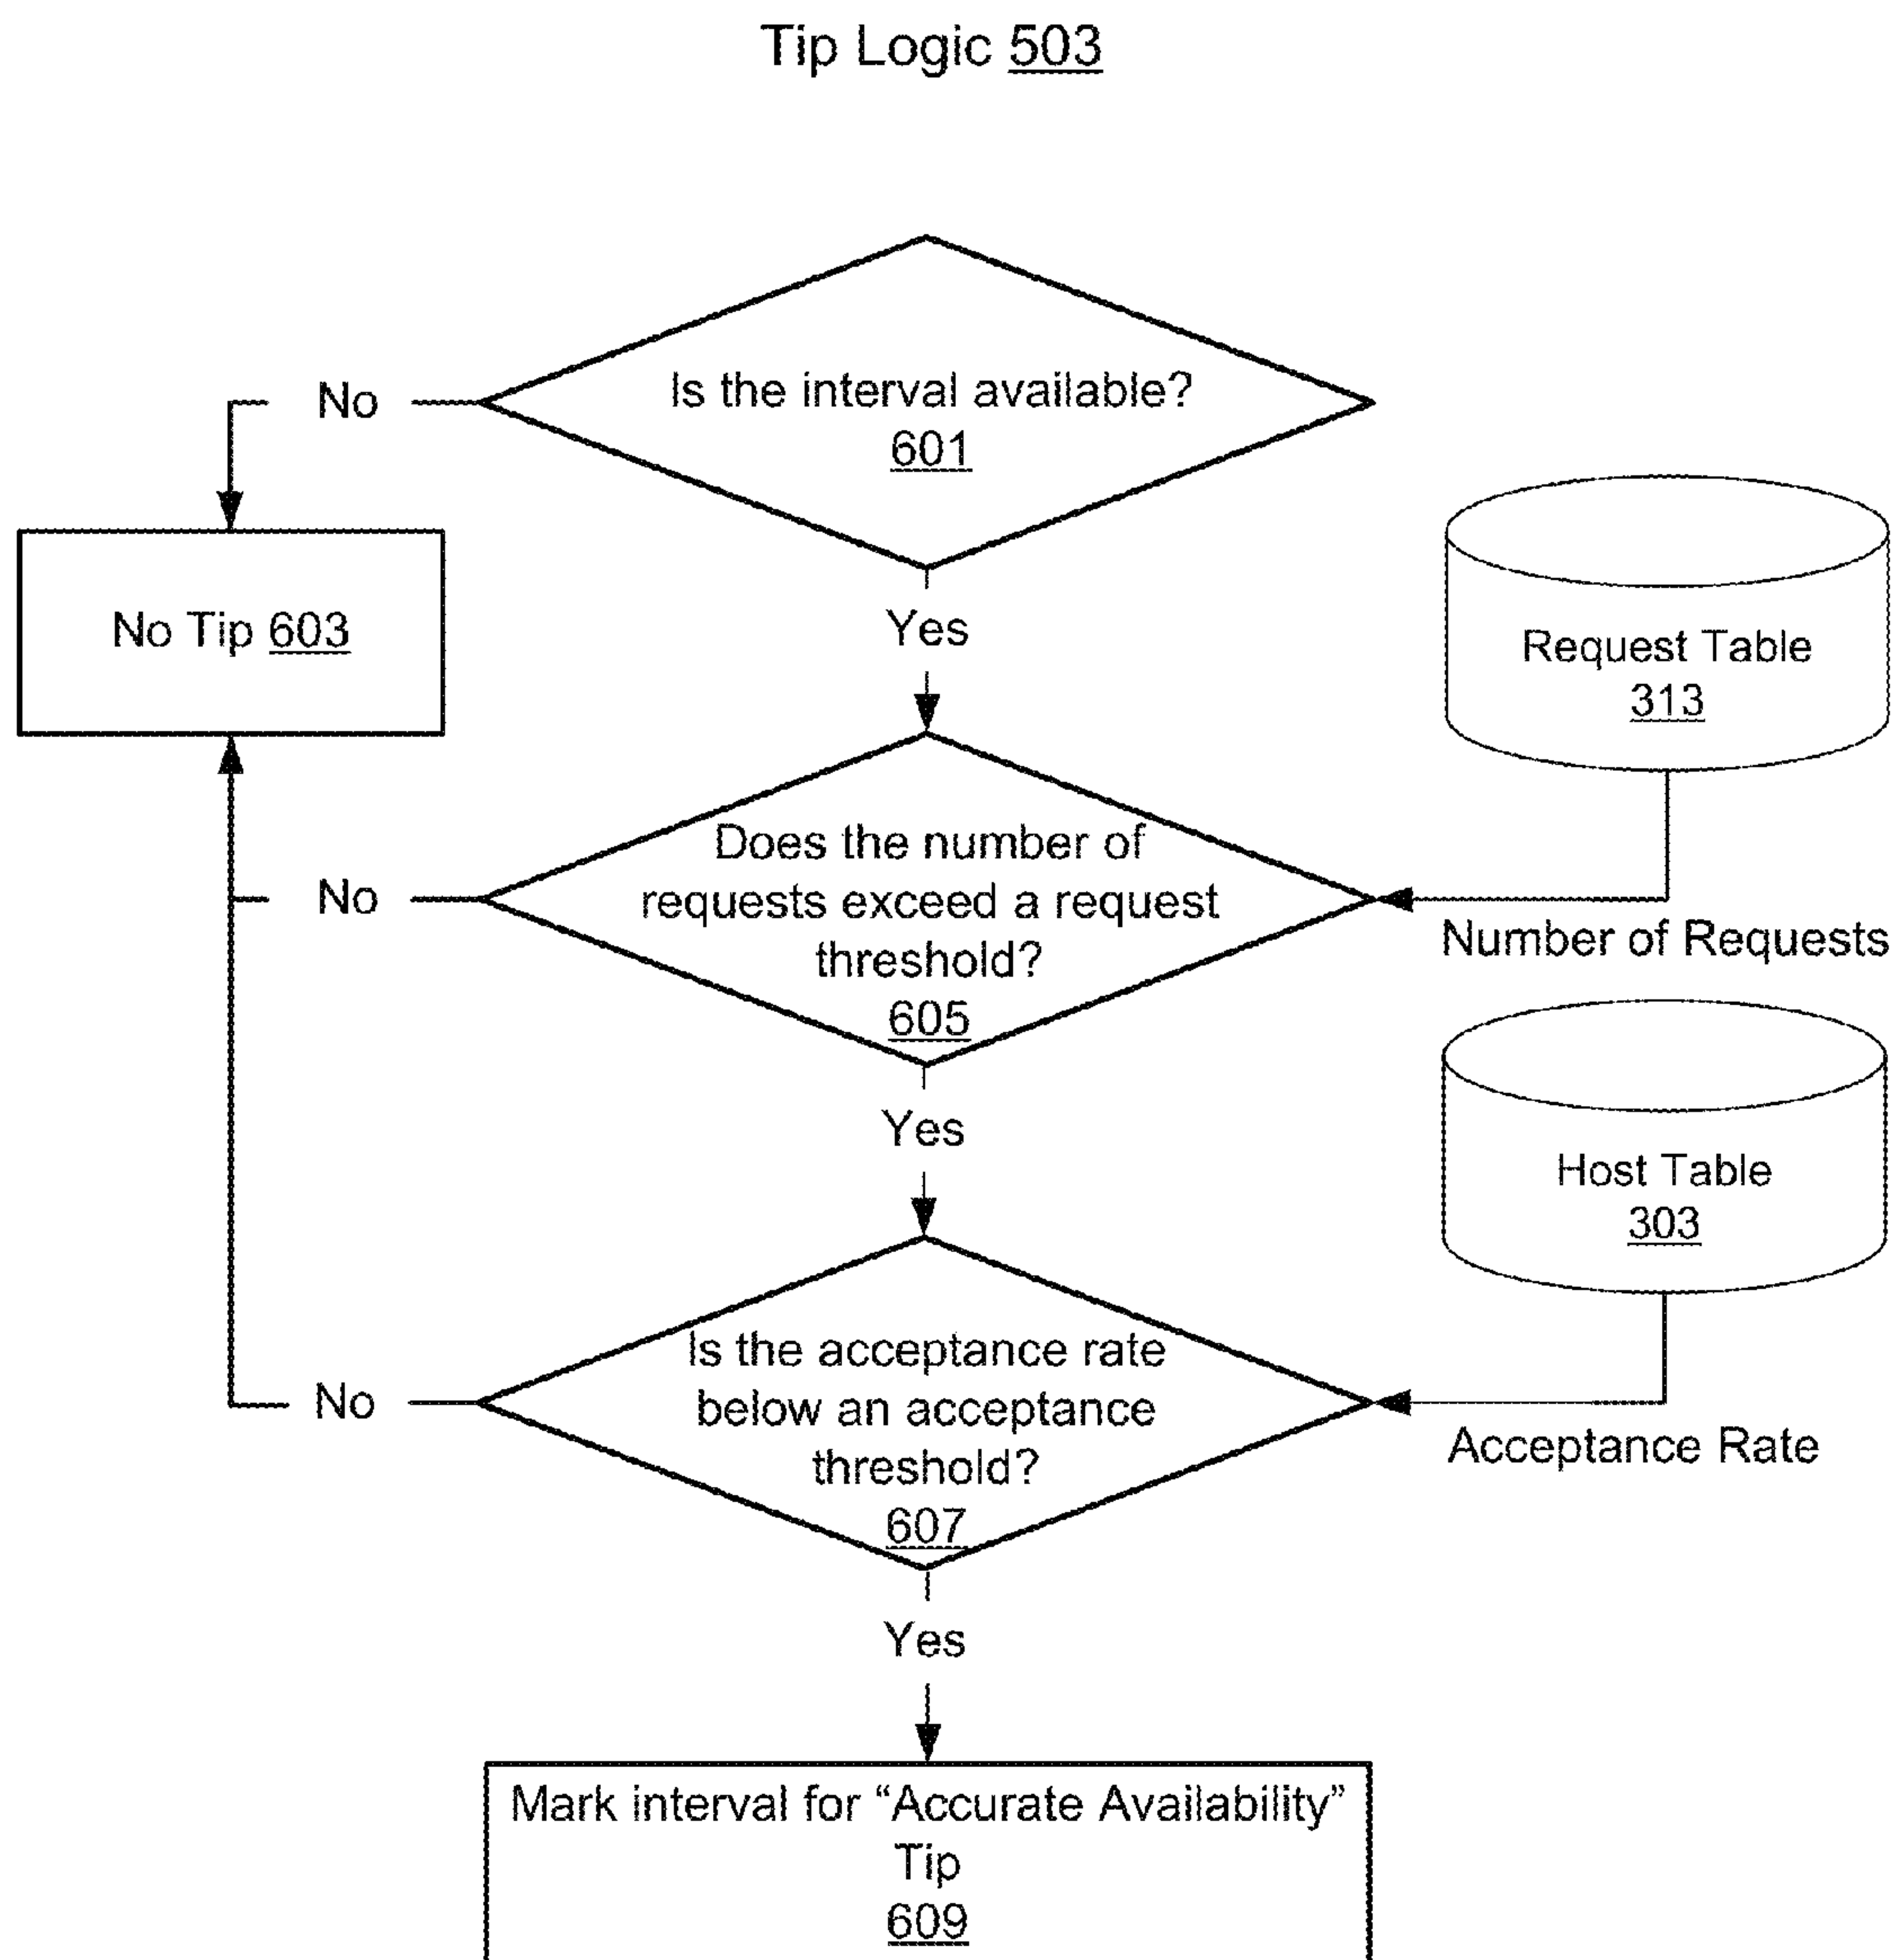 Tip Logic 503
Is the interval available?
601
No
No Tip 603
Yes
Request Table
313
Does the number of
requests exceed a request
threshold?
605
No
Number of Requests
Yes
Host Table
303
Is the acceptance rate
below an acceptance
threshold?
607
No
Acceptance Rate
Yes
Mark interval for “Accurate Availability”
Tip
609